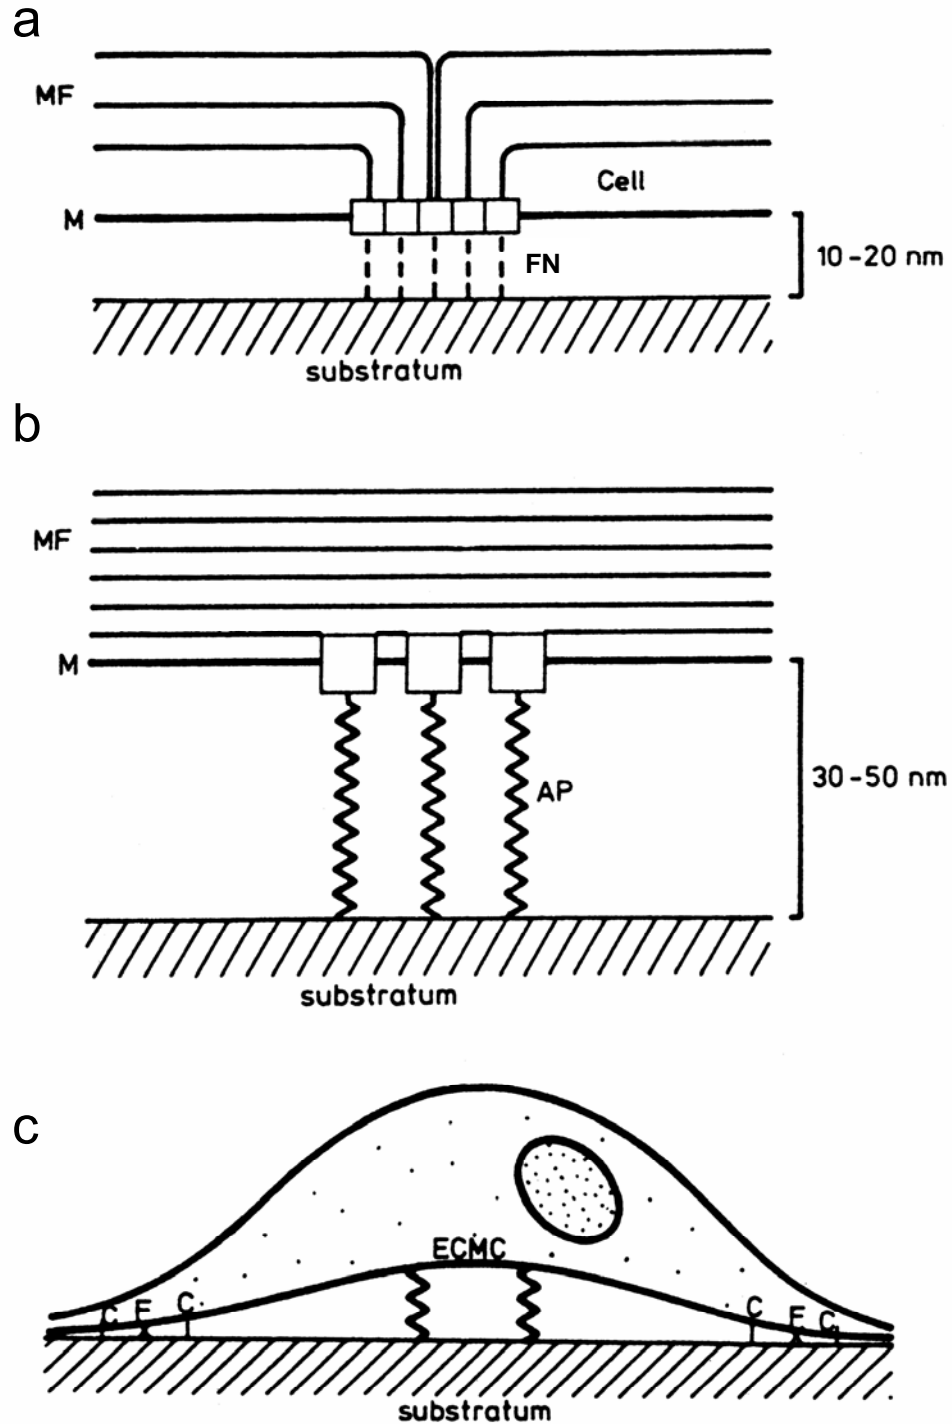 a
MF
Cell
M
FN
10-20 nm
substratum
b
MF
M
AP
30-50 nm
substratum
c
ECMC
C F C
C F C
substratum